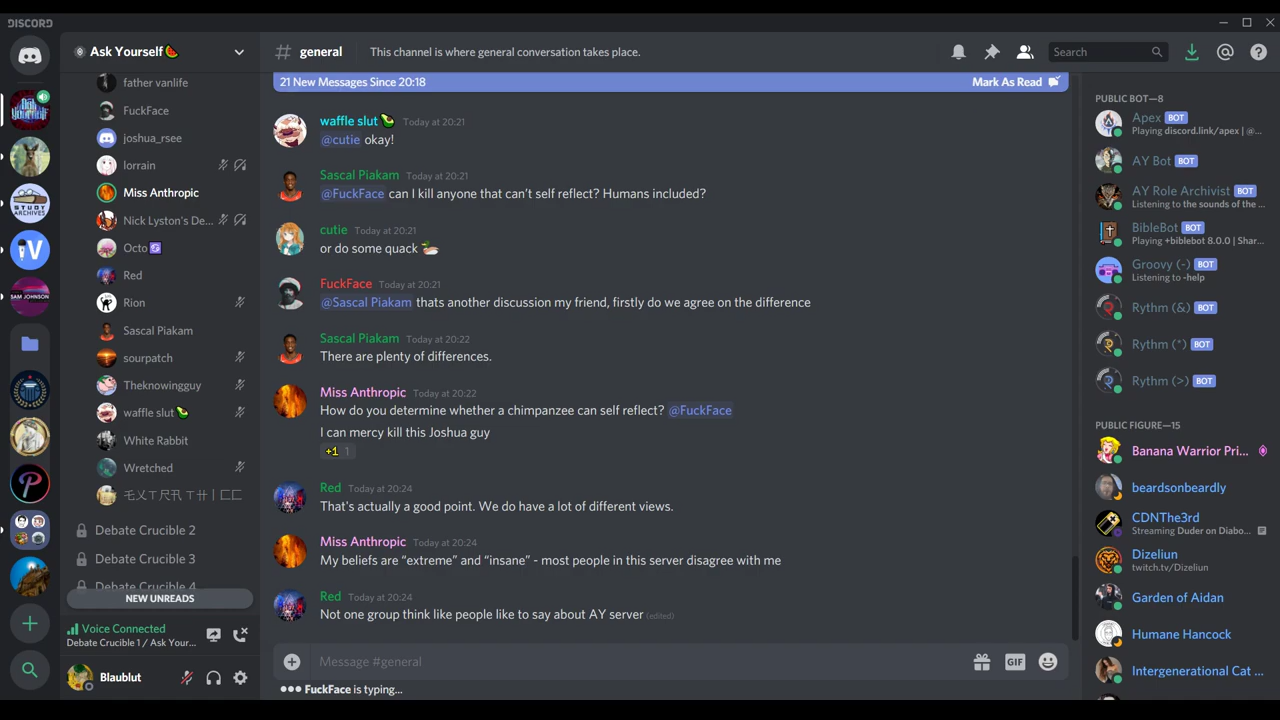 DISCORD
Ask Yourself🍉
father vanlife
FuckFace
joshua_rsee
lorrain
Miss Anthropic
Nick Lyston's De...
Octo
Red
Rion
Sascal Piakam
sourpatch
Theknowingguy
waffle slut🥑
White Rabbit
Wretched
Debate Crucible 2
Debate Crucible 3
Debate Crucible 4
NEW UNREADS
Voice Connected
Debate Crucible 1 / Ask Your...
Blaublut
SAM JOHNSON
# general
This channel is where general conversation takes place.
Search
21 New Messages Since 20:18
Mark As Read
waffle slut🥑 Today at 20:21
@cutie okay!
Sascal Piakam Today at 20:21
@FuckFace can I kill anyone that can't self reflect? Humans included?
cutie Today at 20:21
or do some quack 🦆
FuckFace Today at 20:21
@Sascal Piakam thats another discussion my friend, firstly do we agree on the difference
Sascal Piakam Today at 20:22
There are plenty of differences.
Miss Anthropic Today at 20:22
How do you determine whether a chimpanzee can self reflect? @FuckFace
I can mercy kill this Joshua guy
+1 1
Red Today at 20:24
That's actually a good point. We do have a lot of different views.
Miss Anthropic Today at 20:24
My beliefs are “extreme” and “insane” - most people in this server disagree with me
Red Today at 20:24
Not one group think like people like to say about AY server (edited)
Message #general
GIF
FuckFace is typing...
PUBLIC BOT—8
Apex BOT
Playing discord.link/apex | @...
AY Bot BOT
AY Role Archivist BOT
Listening to the sounds of the ...
BibleBot BOT
Playing +biblebot 8.0.0 | Shar...
Groovy (-) BOT
Listening to -help
Rythm (&) BOT
Rythm (*) BOT
Rythm (>) BOT
PUBLIC FIGURE—15
Banana Warrior Pri...
beardsonbeardly
CDNThe3rd
Streaming Duder on Diabo...
Dizeliun
twitch.tv/Dizeliun
Garden of Aidan
Humane Hancock
Intergenerational Cat ...